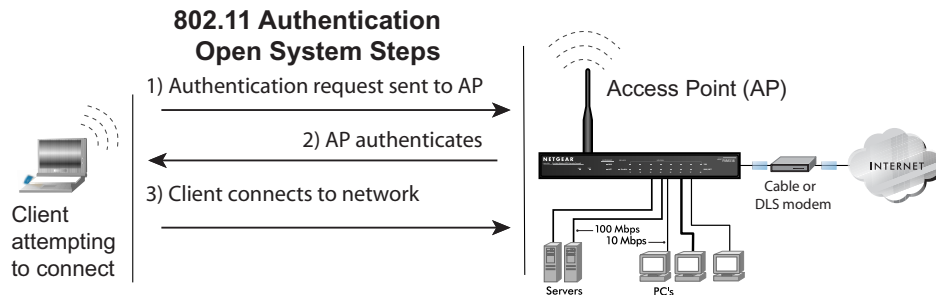 802.11 Authentication
Open System Steps
1) Authentication request sent to AP
2) AP authenticates
3) Client connects to network
Client
attempting
to connect
Access Point (AP)
NETGEAR
INTERNET
Cable or
DLS modem
100 Mbps
10 Mbps
Servers
PC's